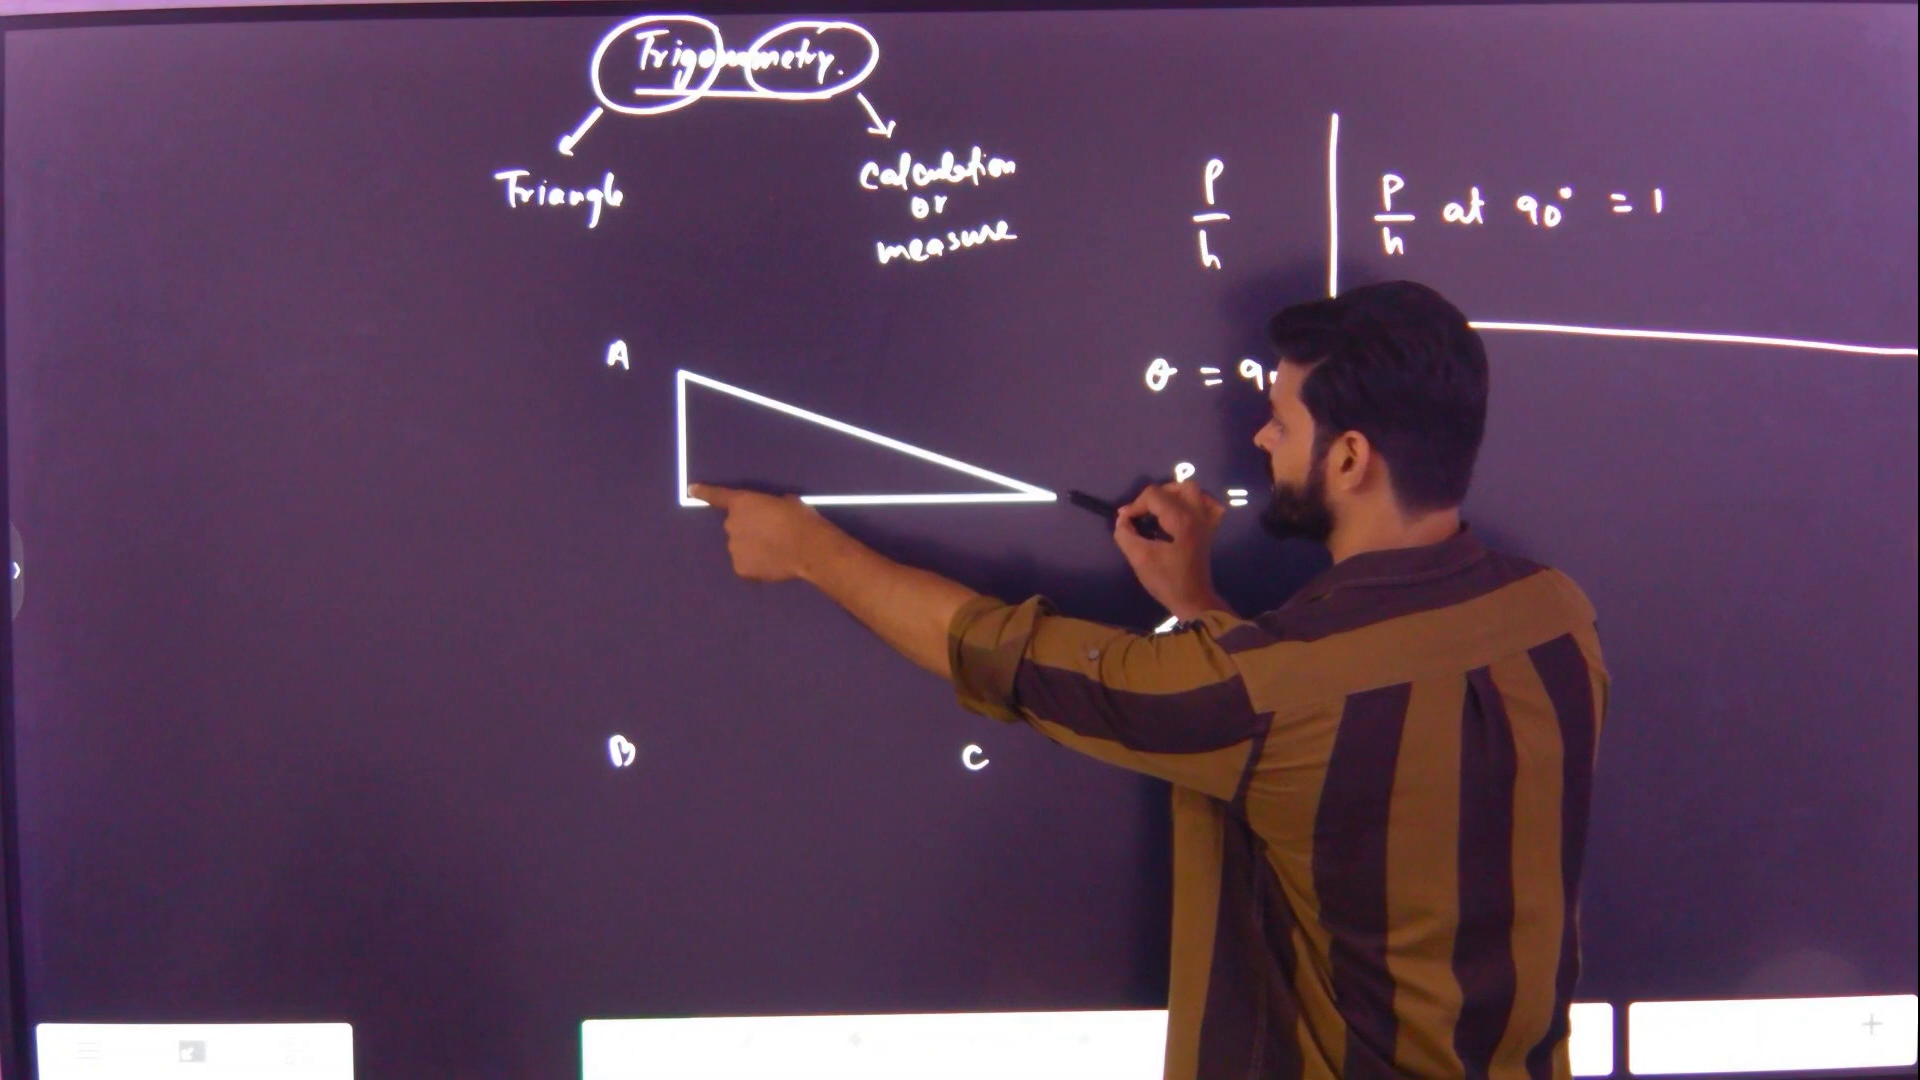 Trigonometry.
Triangle
Calculation
or
measure
P
h
P
h
at 90° = 1
A
θ = 9
P
=
B
C